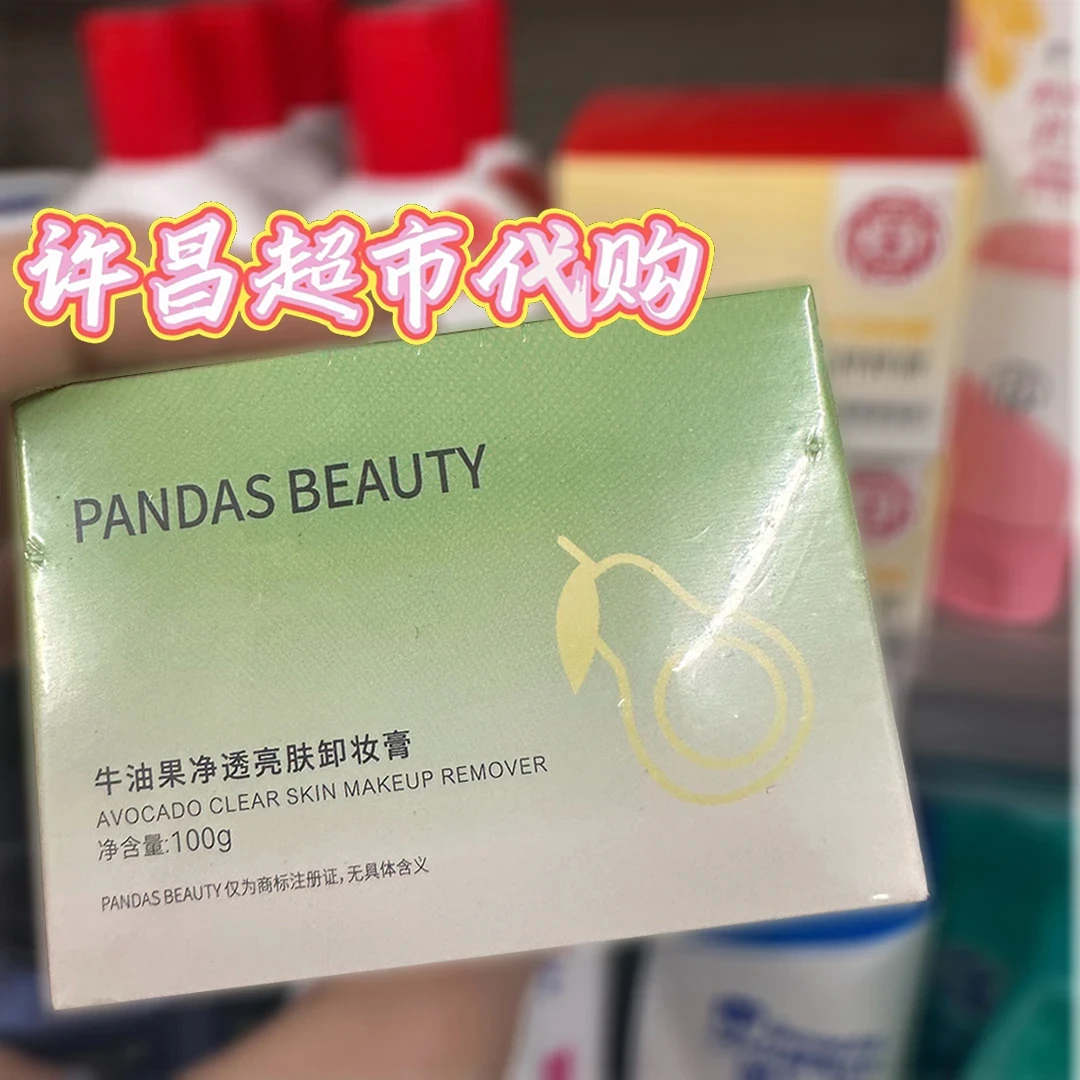 许昌超市代购
PANDAS BEAUTY
牛油果净透亮肤卸妆膏
AVOCADO CLEAR SKIN MAKEUP REMOVER
净含量:100g
PANDAS BEAUTY 仅为商标注册证,无具体含义